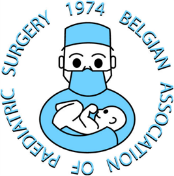 BELGIAN ASSOCIATION OF PAEDIATRIC SURGERY 1974